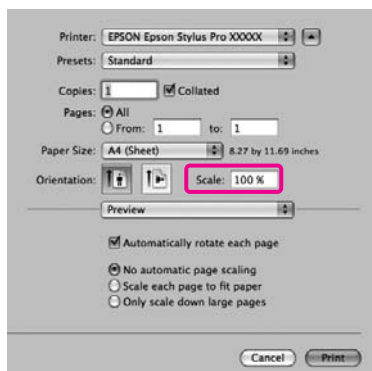 Printer: EPSON Epson Stylus Pro XXXXX
Presets: Standard
Copies: 1 Collated
Pages: All
From: 1 to: 1
Paper Size: A4 (Sheet) 8.27 by 11.69 inches
Orientation: Scale: 100 %
Preview
Automatically rotate each page
No automatic page scaling
Scale each page to fit paper
Only scale down large pages
Cancel Print